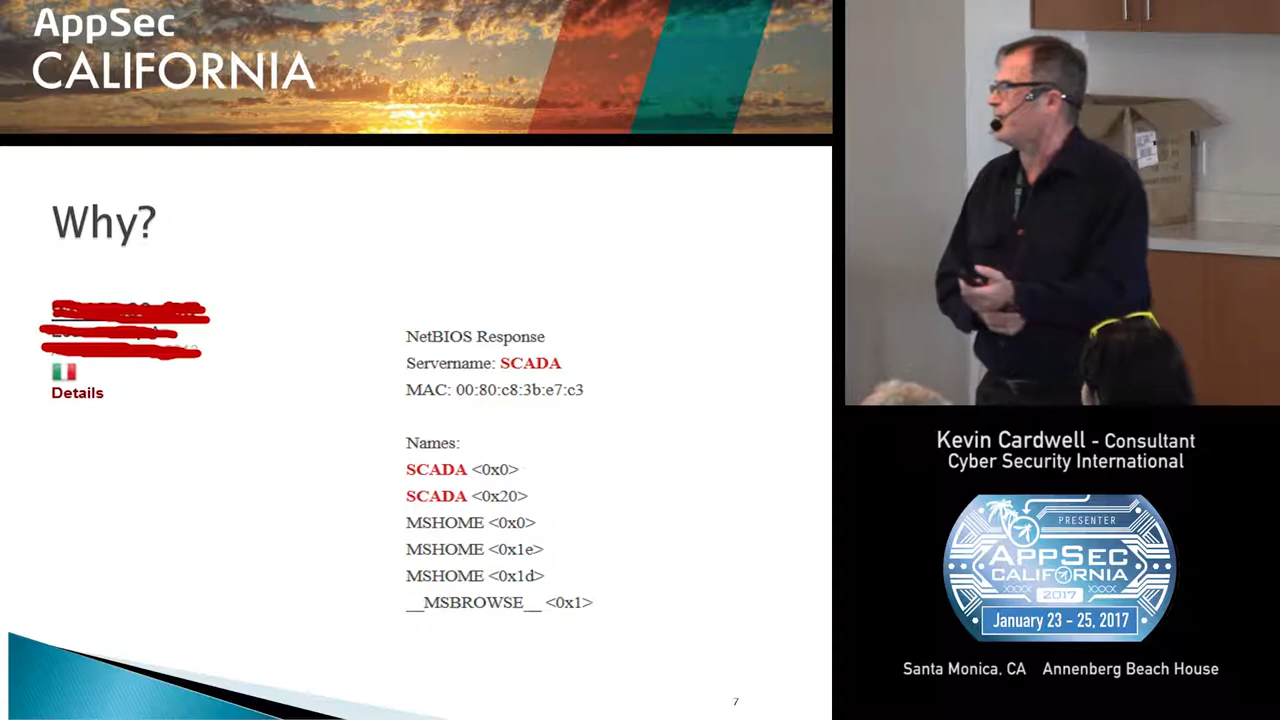 AppSec
CALIFORNIA
Why?
Details
NetBIOS Response
Servername: SCADA
MAC: 00:80:c8:3b:e7:c3
Names:
SCADA <0x0>
SCADA <0x20>
MSHOME <0x0>
MSHOME <0x1e>
MSHOME <0x1d>
__MSBROWSE__ <0x1>
7
Kevin Cardwell - Consultant
Cyber Security International
PRESENTER
APPSEC
CALIFORNIA
2017
January 23 - 25, 2017
Santa Monica, CA Annenberg Beach House